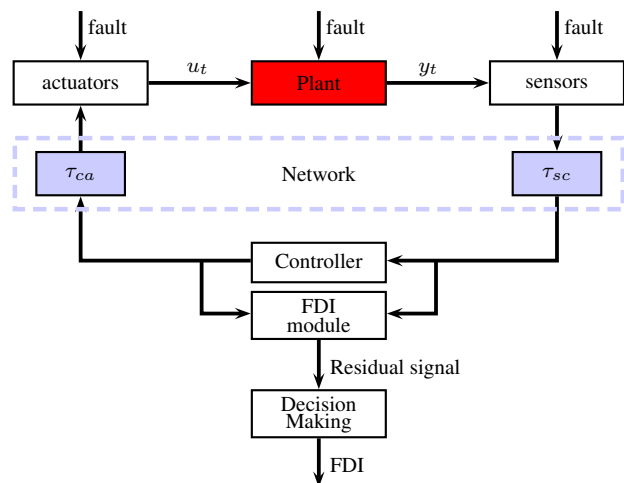 fault fault fault
actuators u_t Plant y_t sensors
τ_ca Network τ_sc
Controller
FDI
module
Residual signal
Decision
Making
FDI